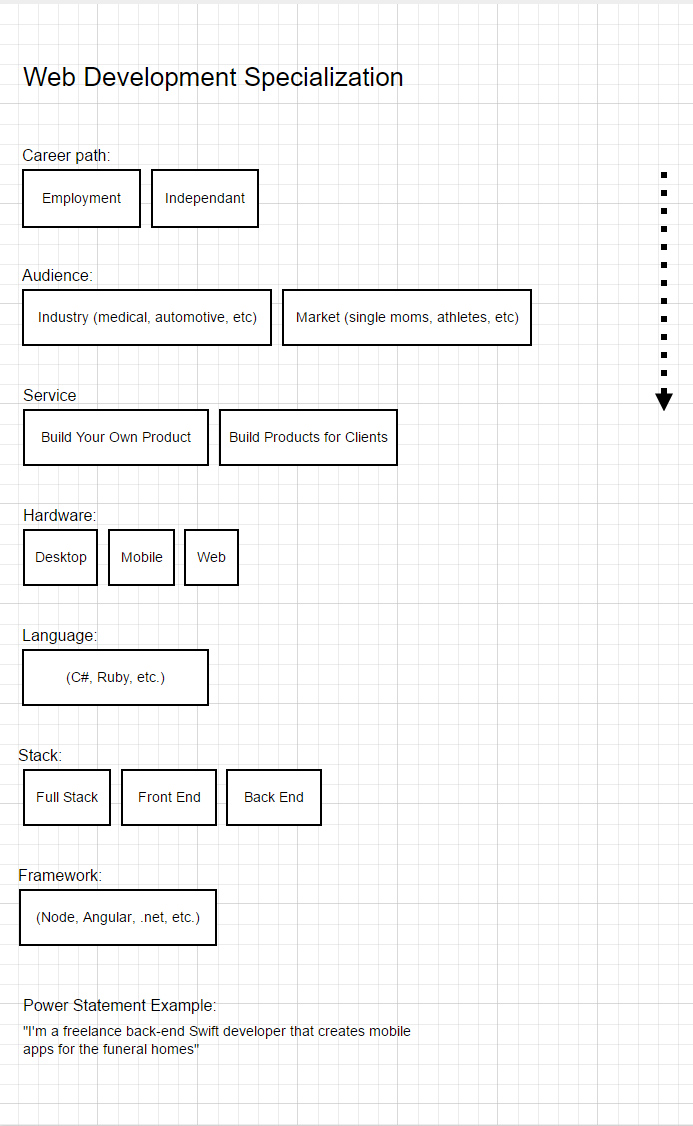 Web Development Specialization
Career path:
Employment
Independant
Audience:
Industry (medical, automotive, etc)
Market (single moms, athletes, etc)
Service
Build Your Own Product
Build Products for Clients
Hardware:
Desktop
Mobile
Web
Language:
(C#, Ruby, etc.)
Stack:
Full Stack
Front End
Back End
Framework:
(Node, Angular, .net, etc.)
Power Statement Example:
"I'm a freelance back-end Swift developer that creates mobile
apps for the funeral homes"